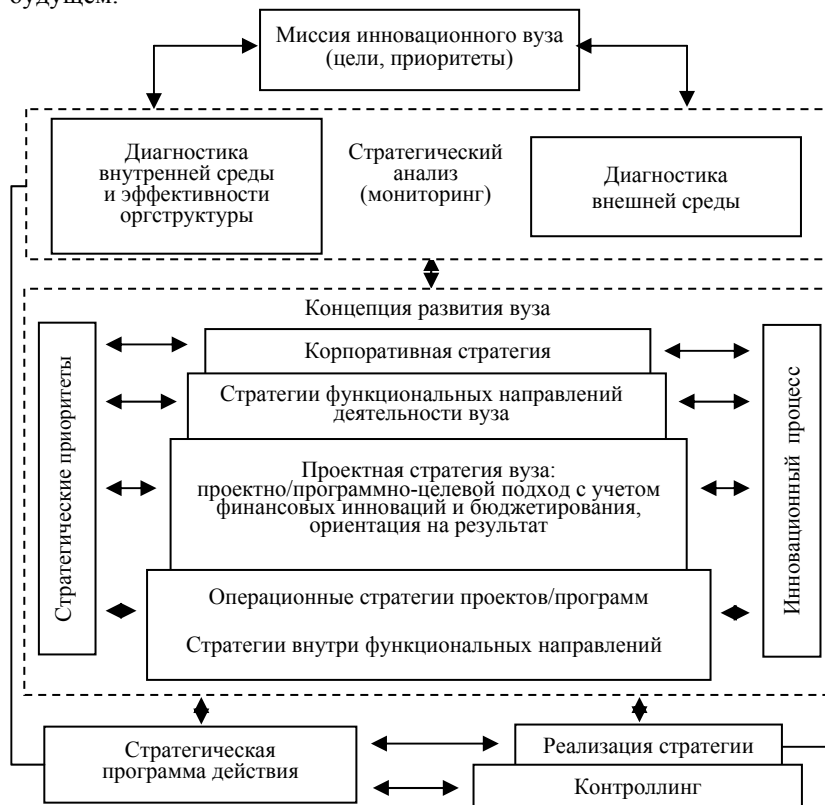 будущем.
Миссия инновационного вуза
(цели, приоритеты)
Диагностика
внутренней среды
и эффективности
оргструктуры
Стратегический
анализ
(мониторинг)
Диагностика
внешней среды
Концепция развития вуза
Стратегические приоритеты
Корпоративная стратегия
Стратегии функциональных направлений
деятельности вуза
Проектная стратегия вуза:
проектно/программно-целевой подход с учетом
финансовых инноваций и бюджетирования,
ориентация на результат
Операционные стратегии проектов/программ
Стратегии внутри функциональных направлений
Инновационный процесс
Стратегическая
программа действия
Реализация стратегии
Контроллинг